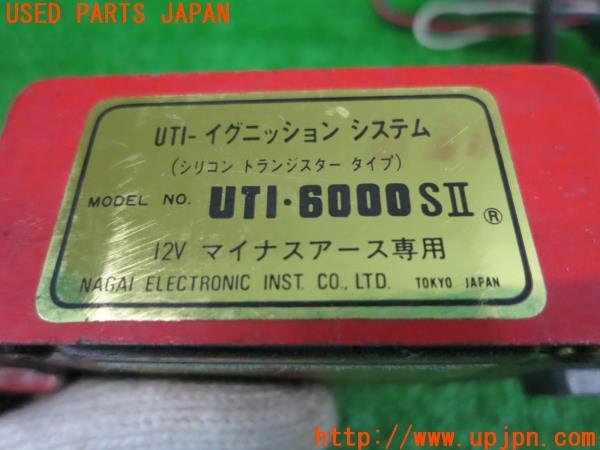 USED PARTS JAPAN
UTI-イグニッション システム
(シリコン トランジスター タイプ)
MODEL NO. UTI・6000SII ®
12V マイナスアース専用
NAGAI ELECTRONIC INST. CO., LTD. TOKYO JAPAN
http://www.upjpn.com